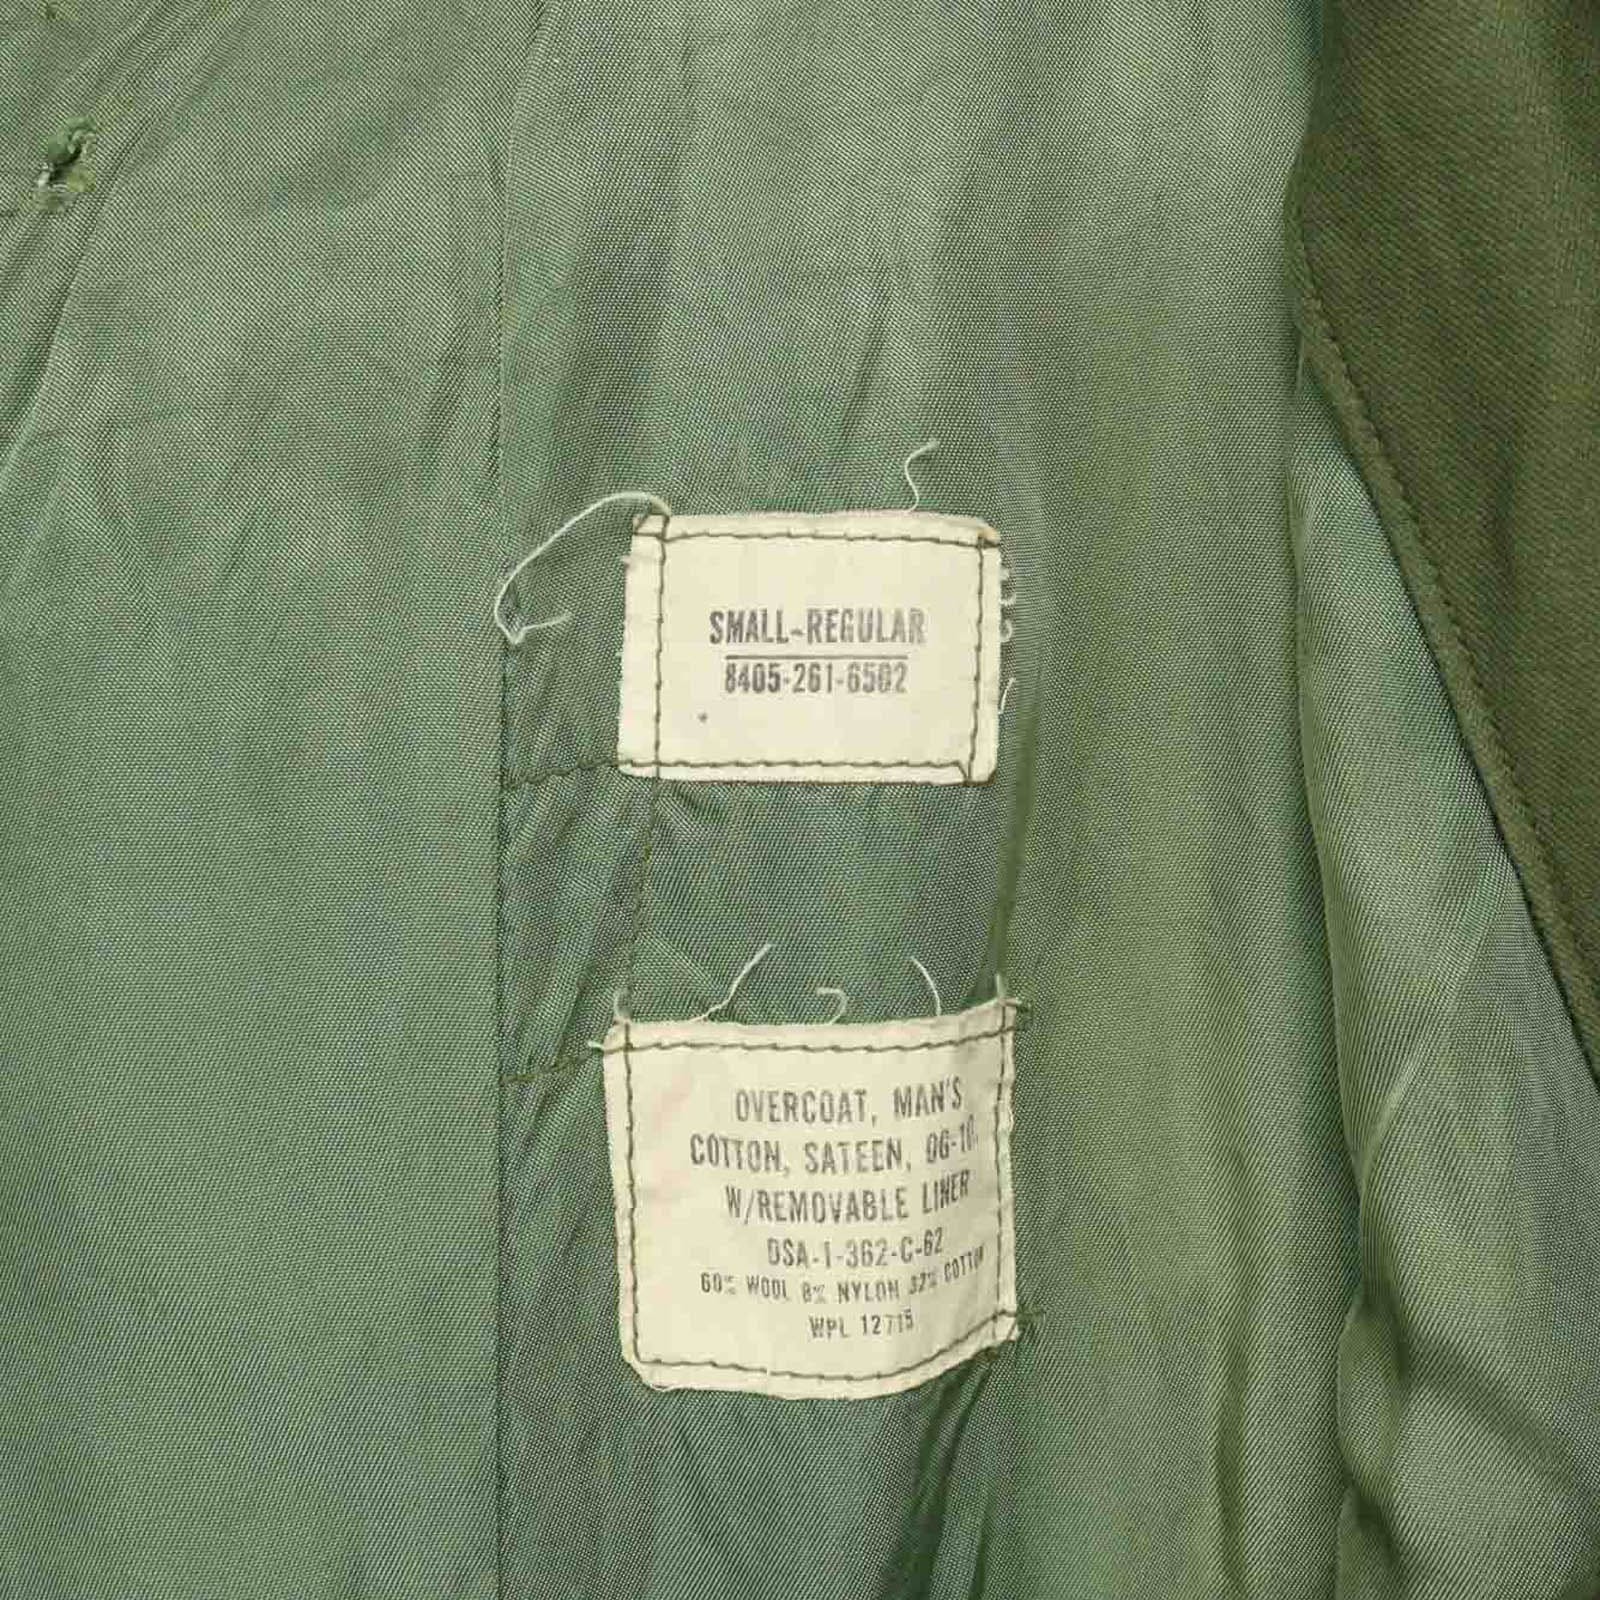 SMALL-REGULAR
8405-261-6502
OVERCOAT, MAN'S
COTTON, SATEEN, OG-10
W/REMOVABLE LINER
DSA-1-362-C-62
60% WOOL 8% NYLON 32% COTTON
WPL 12715